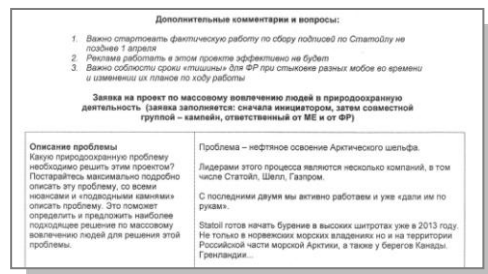 Дополнительные комментарии и вопросы:
1. Важно стартовать фактическую работу по сбору подписей по Статойлу не
позднее 1 апреля
2. Реклама работать в этом проекте эффективно не будет
3. Важно соблюсти сроки «тишины» для ФР при стыковке разных мобов во времени
и изменении их планов по ходу работы
Заявка на проект по массовому вовлечению людей в природоохранную
деятельность (заявка заполняется: сначала инициатором, затем совместной
группой – кампейн, ответственный от МЕ и от ФР)
Описание проблемы
Какую природоохранную проблему
необходимо решить этим проектом?
Постарайтесь максимально подробно
описать эту проблему, со всеми
нюансами и «подводными камнями»
описать проблему. Это поможет
определить и предложить наиболее
подходящее решение по массовому
вовлечению людей для решения этой
проблемы.
Проблема – нефтяное освоение Арктического шельфа.
Лидерами этого процесса являются несколько компаний, в том
числе Статойл, Шелл, Газпром.
С последними двумя мы активно работаем и уже «дали им по
рукам».
Statoil готов начать бурение в высоких широтах уже в 2013 году.
Не только в норвежских морских владениях но и на территории
Российской части морской Арктики, а также у берегов Канады.
Гренландии...